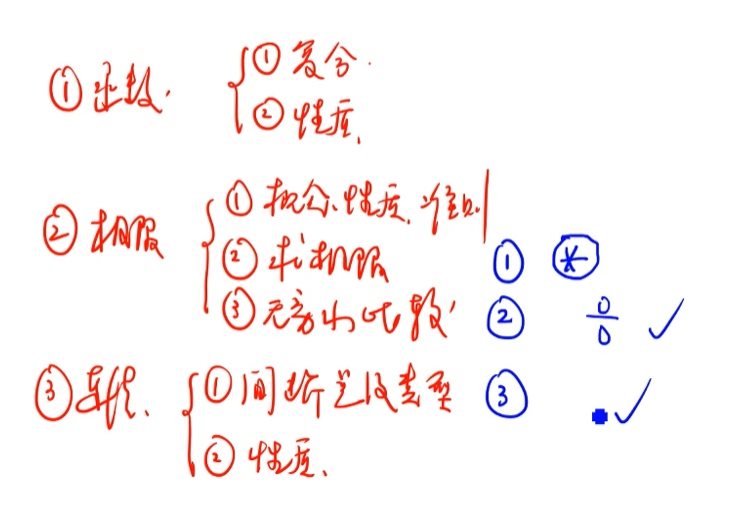 ① 复合.
① 函数.
② 性质.
① 概念、性质、准则
② 极限
② 求极限 ① *
③ 无穷小比较 ② 0/0 ✓
③ 连续、
① 间断点及类型 ③ ✓
② 性质、